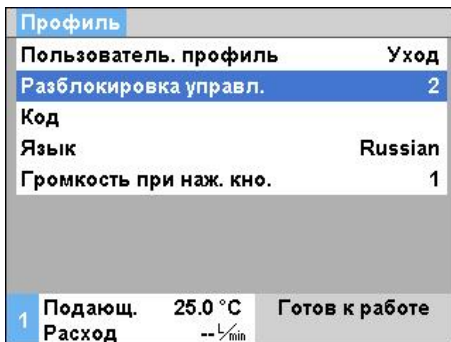 Профиль
Пользователь. профиль Уход
Разблокировка управл. 2
Код
Язык Russian
Громкость при наж. кно. 1
1
Подающ. 25.0 °C Готов к работе
Расход -- L/min